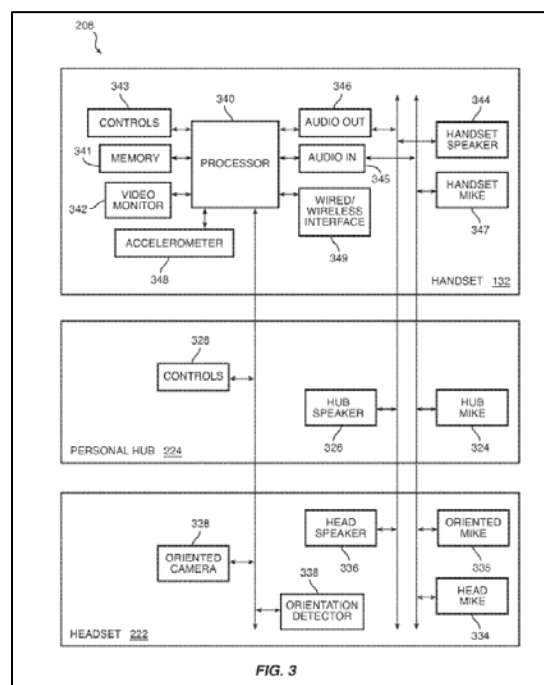 208
343
340
346
344
CONTROLS
AUDIO OUT
HANDSET
SPEAKER
341
MEMORY
PROCESSOR
AUDIO IN
345
342
VIDEO
MONITOR
WIRED/
WIRELESS
INTERFACE
HANDSET
MIKE
347
ACCELEROMETER
348
349
HANDSET 132
326
CONTROLS
HUB
SPEAKER
HUB
MIKE
326
324
PERSONAL HUB 224
328
HEAD
SPEAKER
ORIENTED
MIKE
ORIENTED
CAMERA
336
335
338
ORIENTATION
DETECTOR
HEAD
MIKE
334
HEADSET 222
FIG. 3